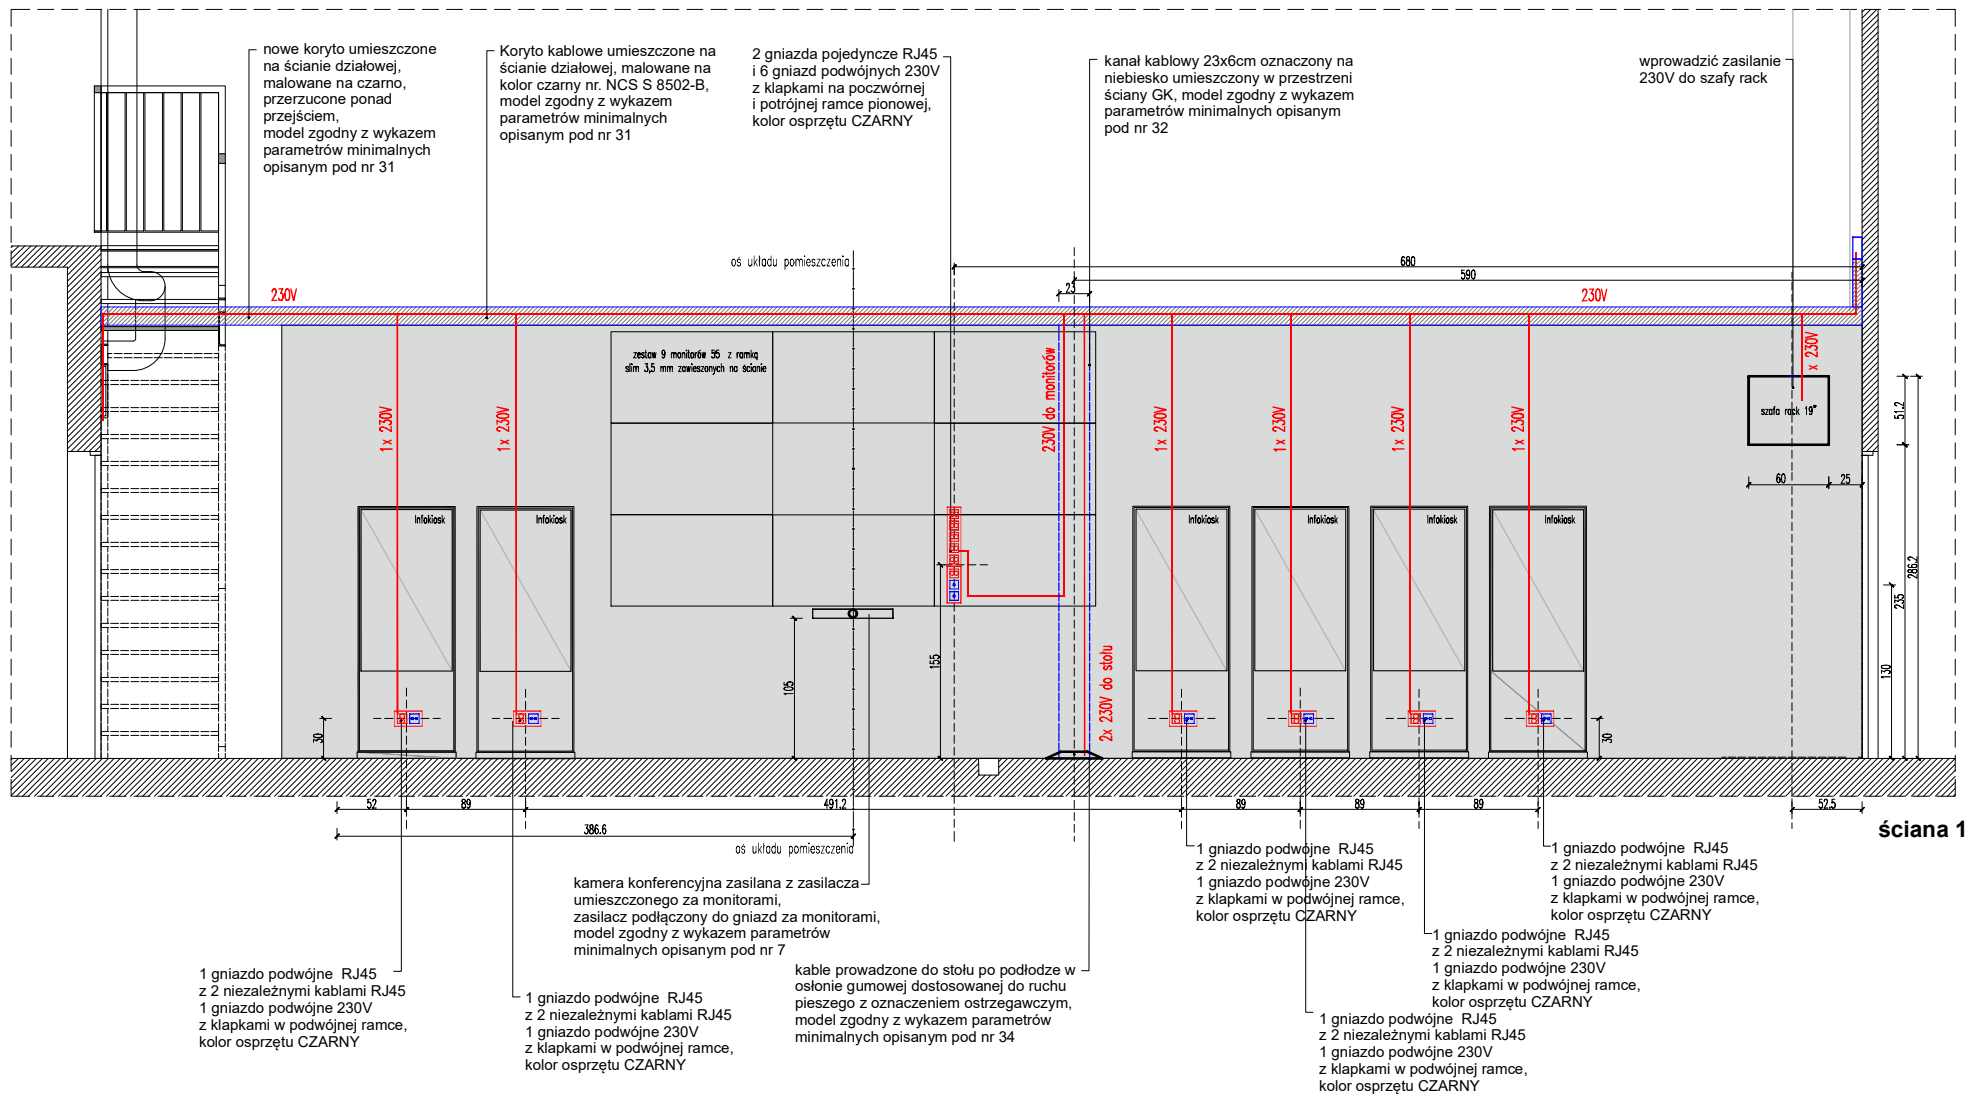 nowe koryto umieszczone
na ścianie działowej,
malowane na czarno,
przerzucone ponad
przejściem,
model zgodny z wykazem
parametrów minimalnych
opisanym pod nr 31
Koryto kablowe umieszczone na
ścianie działowej, malowane na
kolor czarny nr. NCS S 8502-B,
model zgodny z wykazem
parametrów minimalnych
opisanym pod nr 31
2 gniazda pojedyncze RJ45
i 6 gniazd podwójnych 230V
z klapkami na poczwórnej
i potrójnej ramce pionowej,
kolor osprzętu CZARNY
kanał kablowy 23x6cm oznaczony na
niebiesko umieszczony w przestrzeni
ściany GK, model zgodny z wykazem
parametrów minimalnych opisanym
pod nr 32
wprowadzić zasilanie
230V do szafy rack
oś układu pomieszczenia
680
590
23
230V
230V
zestaw 9 monitorów 55 z ramką
slim 3,5 mm zawieszonych na ścianie
1 x 230V
1 x 230V
230V do monitorów
1 x 230V
1 x 230V
1 x 230V
1 x 230V
x 230V
szafa rack 19"
51.2
286.2
235
130
60
25
Infokiosk
Infokiosk
Infokiosk
Infokiosk
Infokiosk
Infokiosk
155
105
2x 230V do stołu
30
30
52
89
491.2
89
89
89
52.5
386.6
oś układu pomieszczenia
ściana 1
kamera konferencyjna zasilana z zasilacza
umieszczonego za monitorami,
zasilacz podłączony do gniazd za monitorami,
model zgodny z wykazem parametrów
minimalnych opisanym pod nr 7
1 gniazdo podwójne RJ45
z 2 niezależnymi kablami RJ45
1 gniazdo podwójne 230V
z klapkami w podwójnej ramce,
kolor osprzętu CZARNY
1 gniazdo podwójne RJ45
z 2 niezależnymi kablami RJ45
1 gniazdo podwójne 230V
z klapkami w podwójnej ramce,
kolor osprzętu CZARNY
1 gniazdo podwójne RJ45
z 2 niezależnymi kablami RJ45
1 gniazdo podwójne 230V
z klapkami w podwójnej ramce,
kolor osprzętu CZARNY
1 gniazdo podwójne RJ45
z 2 niezależnymi kablami RJ45
1 gniazdo podwójne 230V
z klapkami w podwójnej ramce,
kolor osprzętu CZARNY
1 gniazdo podwójne RJ45
z 2 niezależnymi kablami RJ45
1 gniazdo podwójne 230V
z klapkami w podwójnej ramce,
kolor osprzętu CZARNY
kable prowadzone do stołu po podłodze w
osłonie gumowej dostosowanej do ruchu
pieszego z oznaczeniem ostrzegawczym,
model zgodny z wykazem parametrów
minimalnych opisanym pod nr 34
1 gniazdo podwójne RJ45
z 2 niezależnymi kablami RJ45
1 gniazdo podwójne 230V
z klapkami w podwójnej ramce,
kolor osprzętu CZARNY